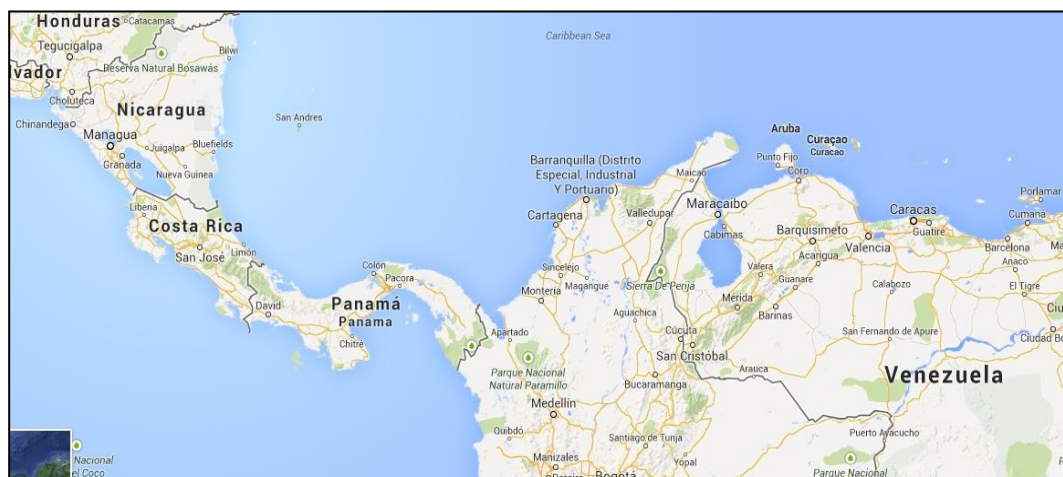 Honduras
Catacamas
Caribbean Sea
Tegucigalpa
Bilwi
Reserva Natural Bosawás
lvador
Choluteca
Nicaragua
San Andres
Chinandega
Managua
Juigalpa
Bluefields
Granada
Nueva Guinea
Aruba
Curaçao
Curacao
Punto Fijo
Coro
Barranquilla (Distrito
Especial, Industrial
Y Portuario)
Maicao
Porlamar
Liberia
Costa Rica
San José
Limón
Cartagena
Valledupar
Maracaibo
Cabimas
Barquisimeto
Caracas
Guatire
Cumana
Valencia
Barcelona
Acarigua
Colón
Pacora
Sincelejo
Magangue
Sierra De Perija
Valera
Guanare
Anaco
El Tigre
Calabozo
David
Panamá
Panama
Chitré
Montería
Mérida
Barinas
Aguachica
Apartado
Cúcuta
San Cristóbal
San Fernando de Apure
Parque Nacional
Natural Paramillo
Arauca
Bucaramanga
Venezuela
Medellín
Quibdó
Santiago de Tunja
Puerto Ayacucho
Nacional
el Coco
Manizales
Yopal
Bogotá
Parque Nacional